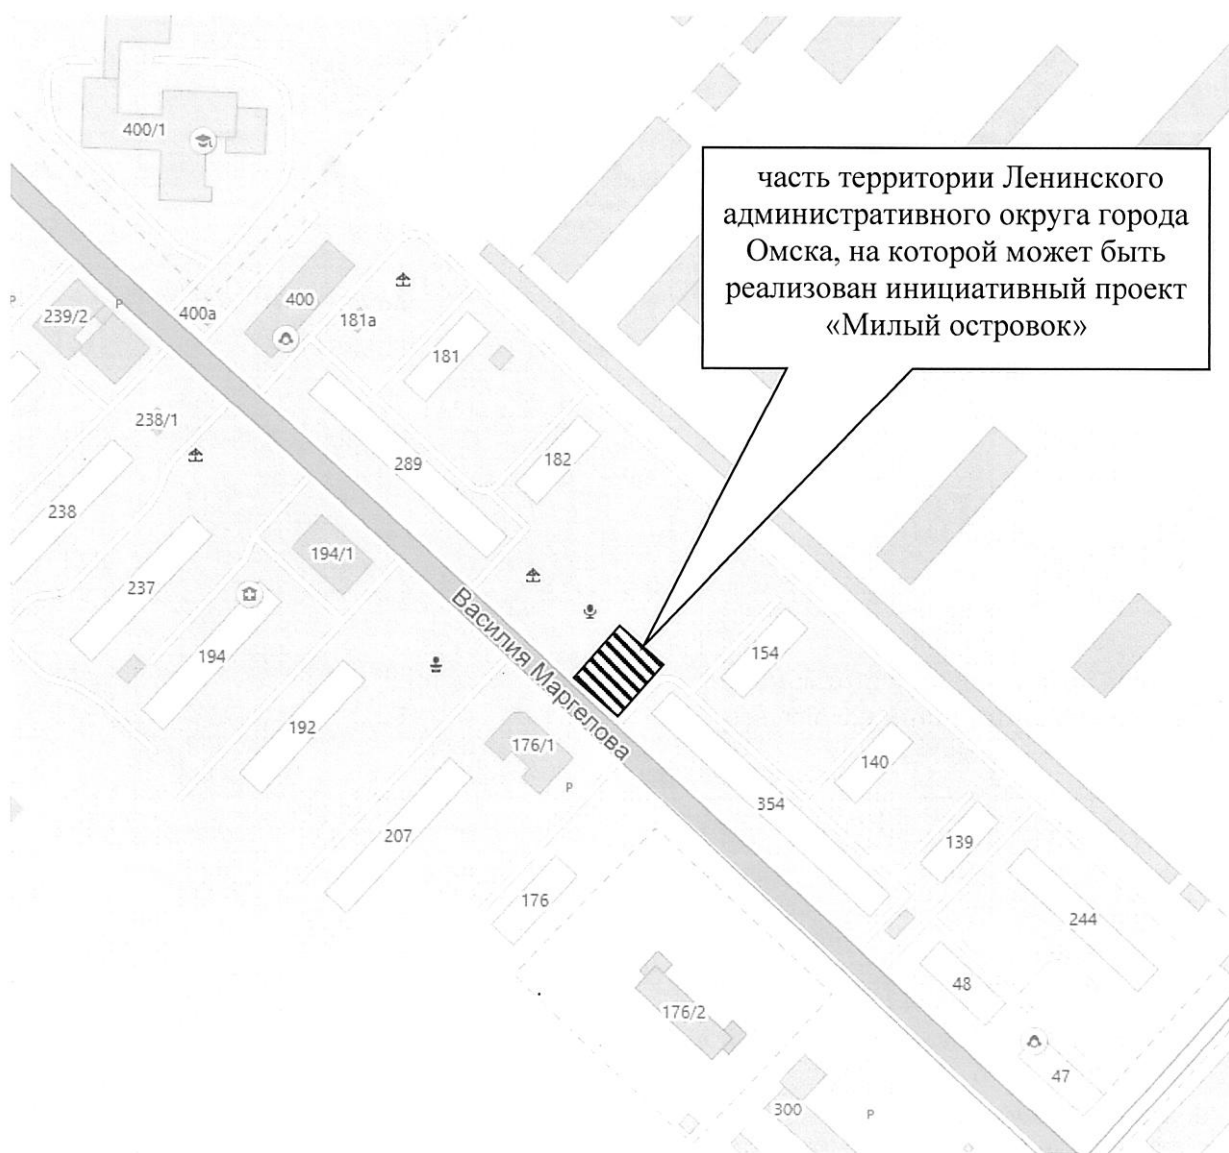 400/1
часть территории Ленинского
административного округа города
Омска, на которой может быть
реализован инициативный проект
«Милый островок»
P
239/2
P
400а
400
181а
181
238/1
289
182
238
194/1
237
194
192
Василия Маргелова
154
176/1
P
140
354
207
139
176
244
48
176/2
47
300
P